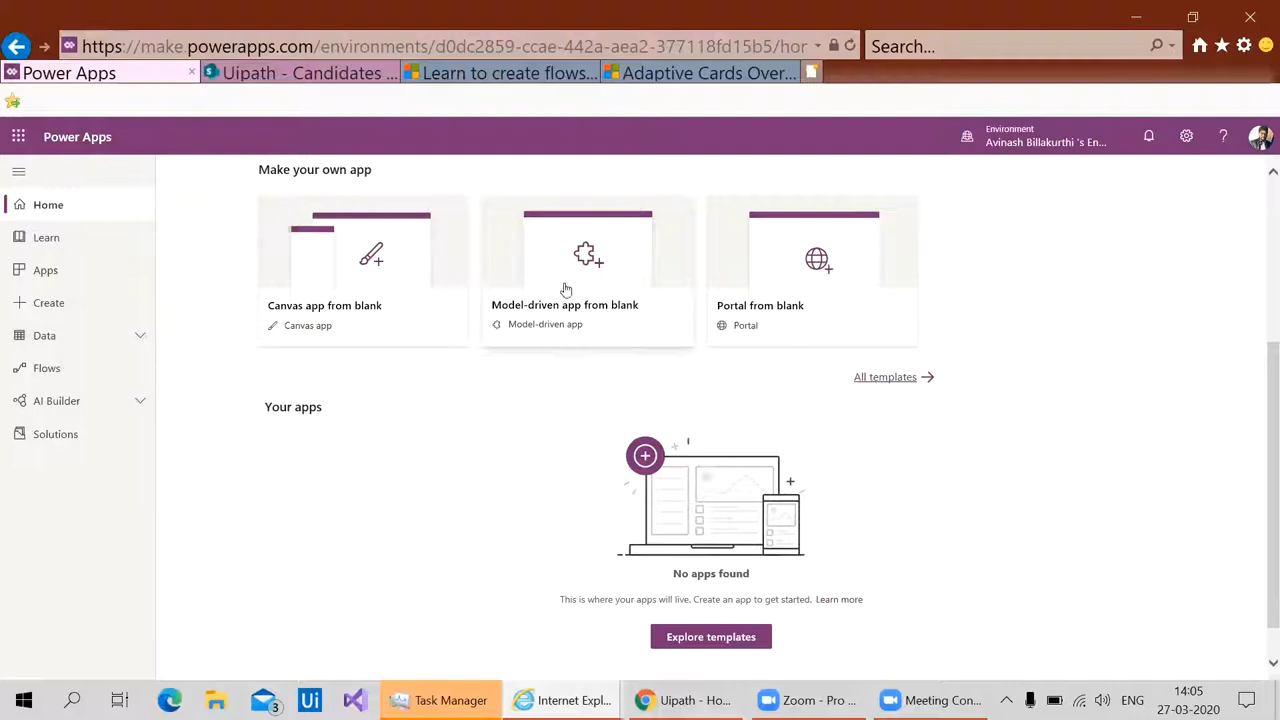 https://make.powerapps.com/environments/d0dc2859-ccae-442a-aea2-377118fd15b5/hor
Search...
Power Apps
Uipath - Candidates ...
Learn to create flows...
Adaptive Cards Over...
Power Apps
Environment
Avinash Billakurthi 's En...
Home
Learn
Apps
Create
Data
Flows
AI Builder
Solutions
Make your own app
Canvas app from blank
Canvas app
Model-driven app from blank
Model-driven app
Portal from blank
Portal
All templates
Your apps
No apps found
This is where your apps will live. Create an app to get started. Learn more
Explore templates
3
Ui
Task Manager
Internet Expl...
Uipath - Ho...
Zoom - Pro ...
Meeting Con...
ENG
14:05
27-03-2020